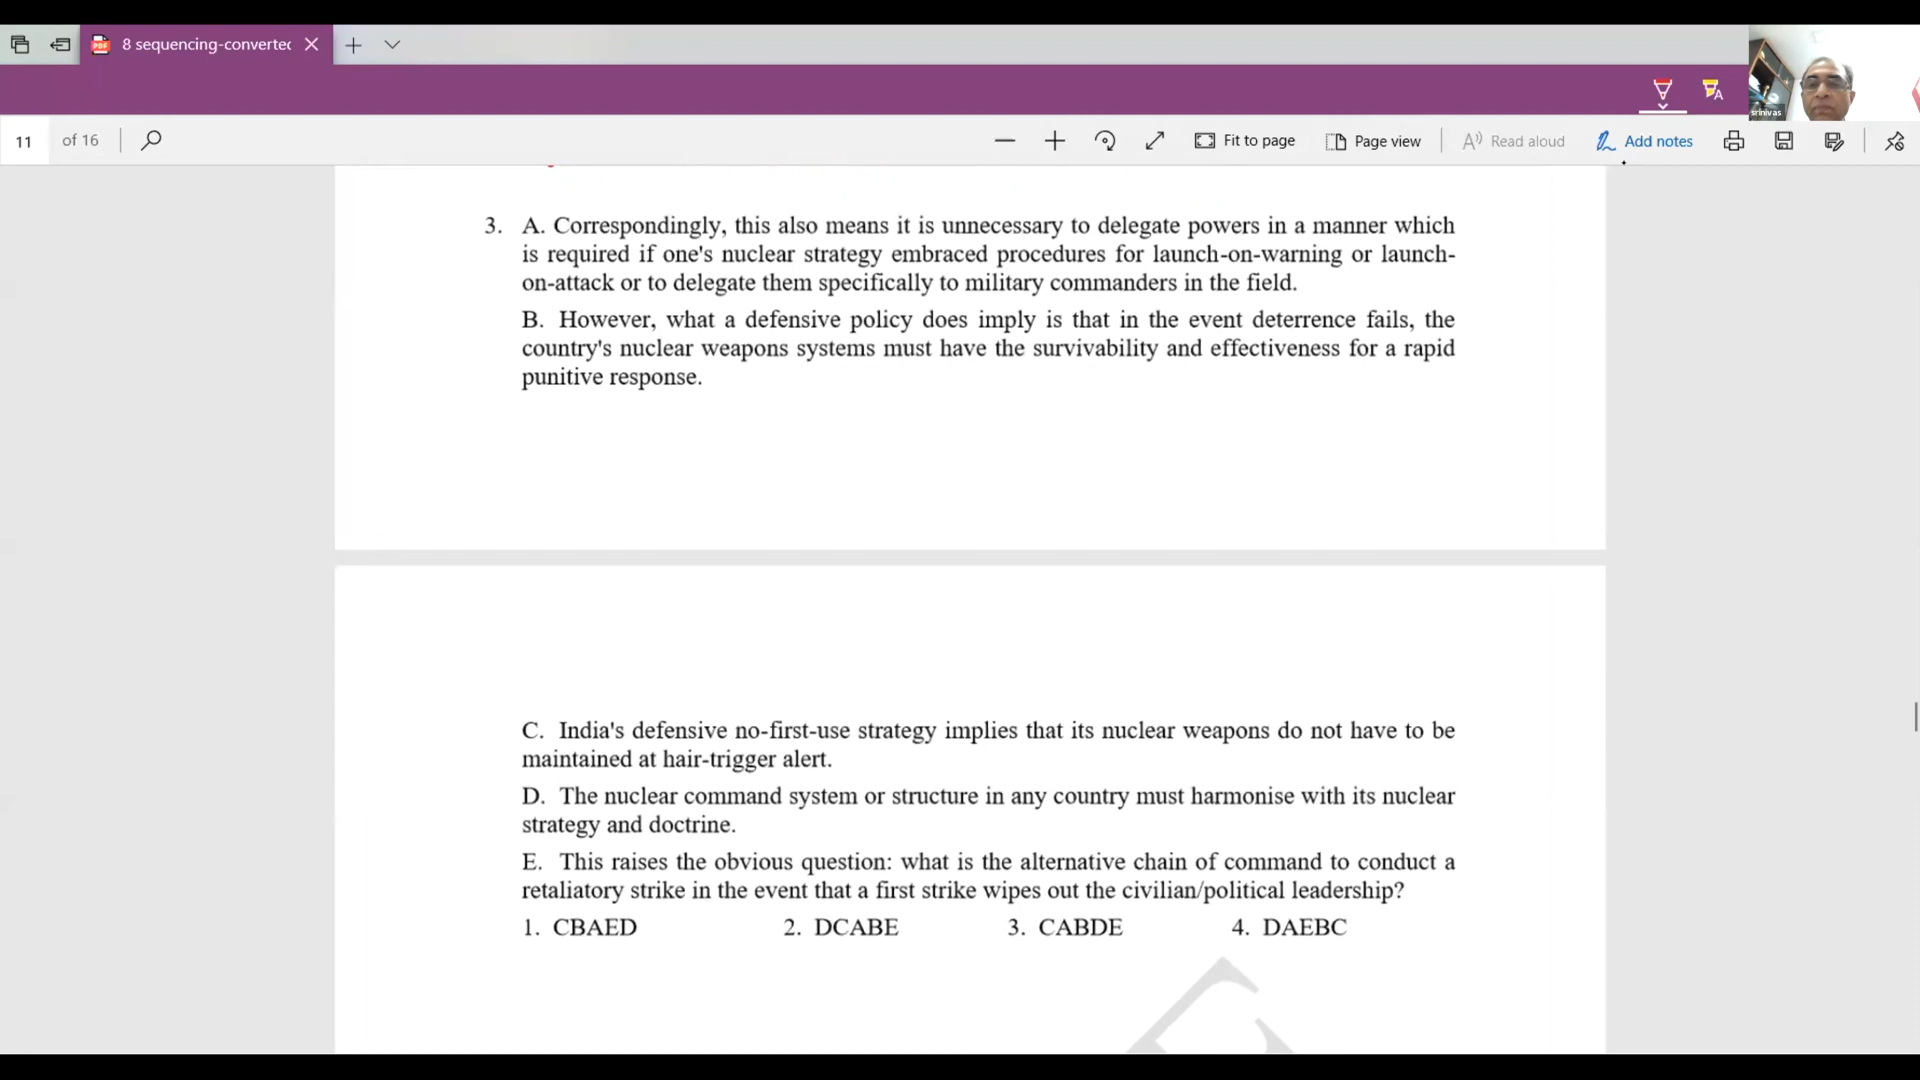 8 sequencing-converted
srinivas
11 of 16
Fit to page
Page view
Read aloud
Add notes
3. A. Correspondingly, this also means it is unnecessary to delegate powers in a manner which
is required if one's nuclear strategy embraced procedures for launch-on-warning or launch-
on-attack or to delegate them specifically to military commanders in the field.
B. However, what a defensive policy does imply is that in the event deterrence fails, the
country's nuclear weapons systems must have the survivability and effectiveness for a rapid
punitive response.
C. India's defensive no-first-use strategy implies that its nuclear weapons do not have to be
maintained at hair-trigger alert.
D. The nuclear command system or structure in any country must harmonise with its nuclear
strategy and doctrine.
E. This raises the obvious question: what is the alternative chain of command to conduct a
retaliatory strike in the event that a first strike wipes out the civilian/political leadership?
1. CBAED 2. DCABE 3. CABDE 4. DAEBC